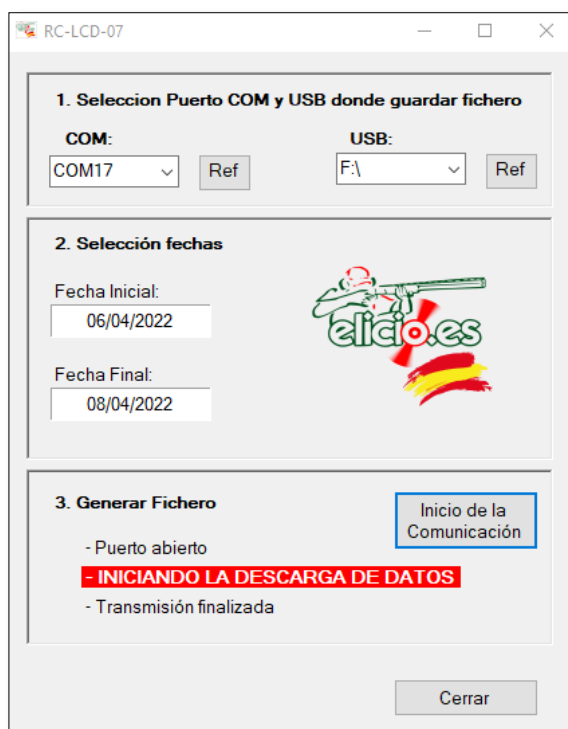 RC-LCD-07
1. Seleccion Puerto COM y USB donde guardar fichero
COM:
USB:
COM17
Ref
F:\
Ref
2. Selección fechas
Fecha Inicial:
06/04/2022
elicio.es
Fecha Final:
08/04/2022
3. Generar Fichero
Inicio de la
Comunicación
- Puerto abierto
- INICIANDO LA DESCARGA DE DATOS
- Transmisión finalizada
Cerrar